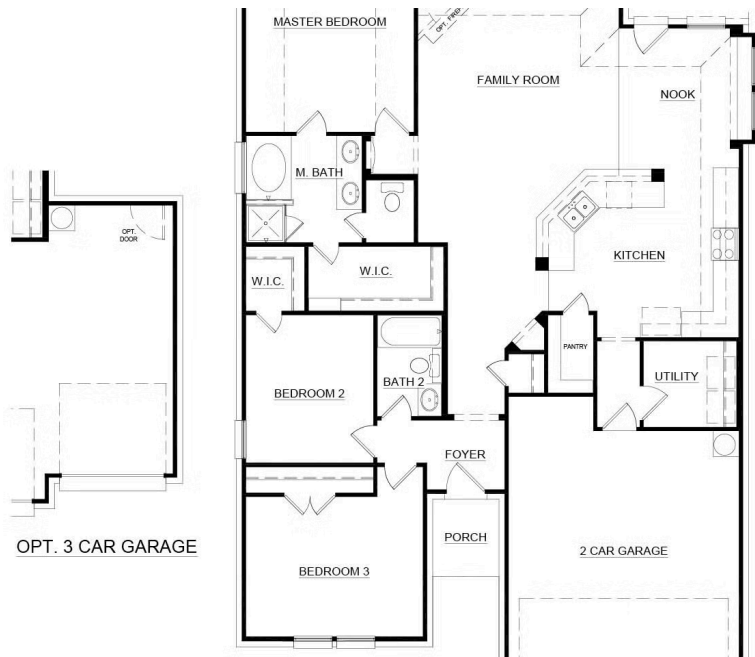 MASTER BEDROOM
OPT. FIREP
FAMILY ROOM
NOOK
M. BATH
OPT.
DOOR
KITCHEN
W.I.C.
W.I.C.
PANTRY
UTILITY
BEDROOM 2
BATH 2
FOYER
PORCH
2 CAR GARAGE
OPT. 3 CAR GARAGE
BEDROOM 3